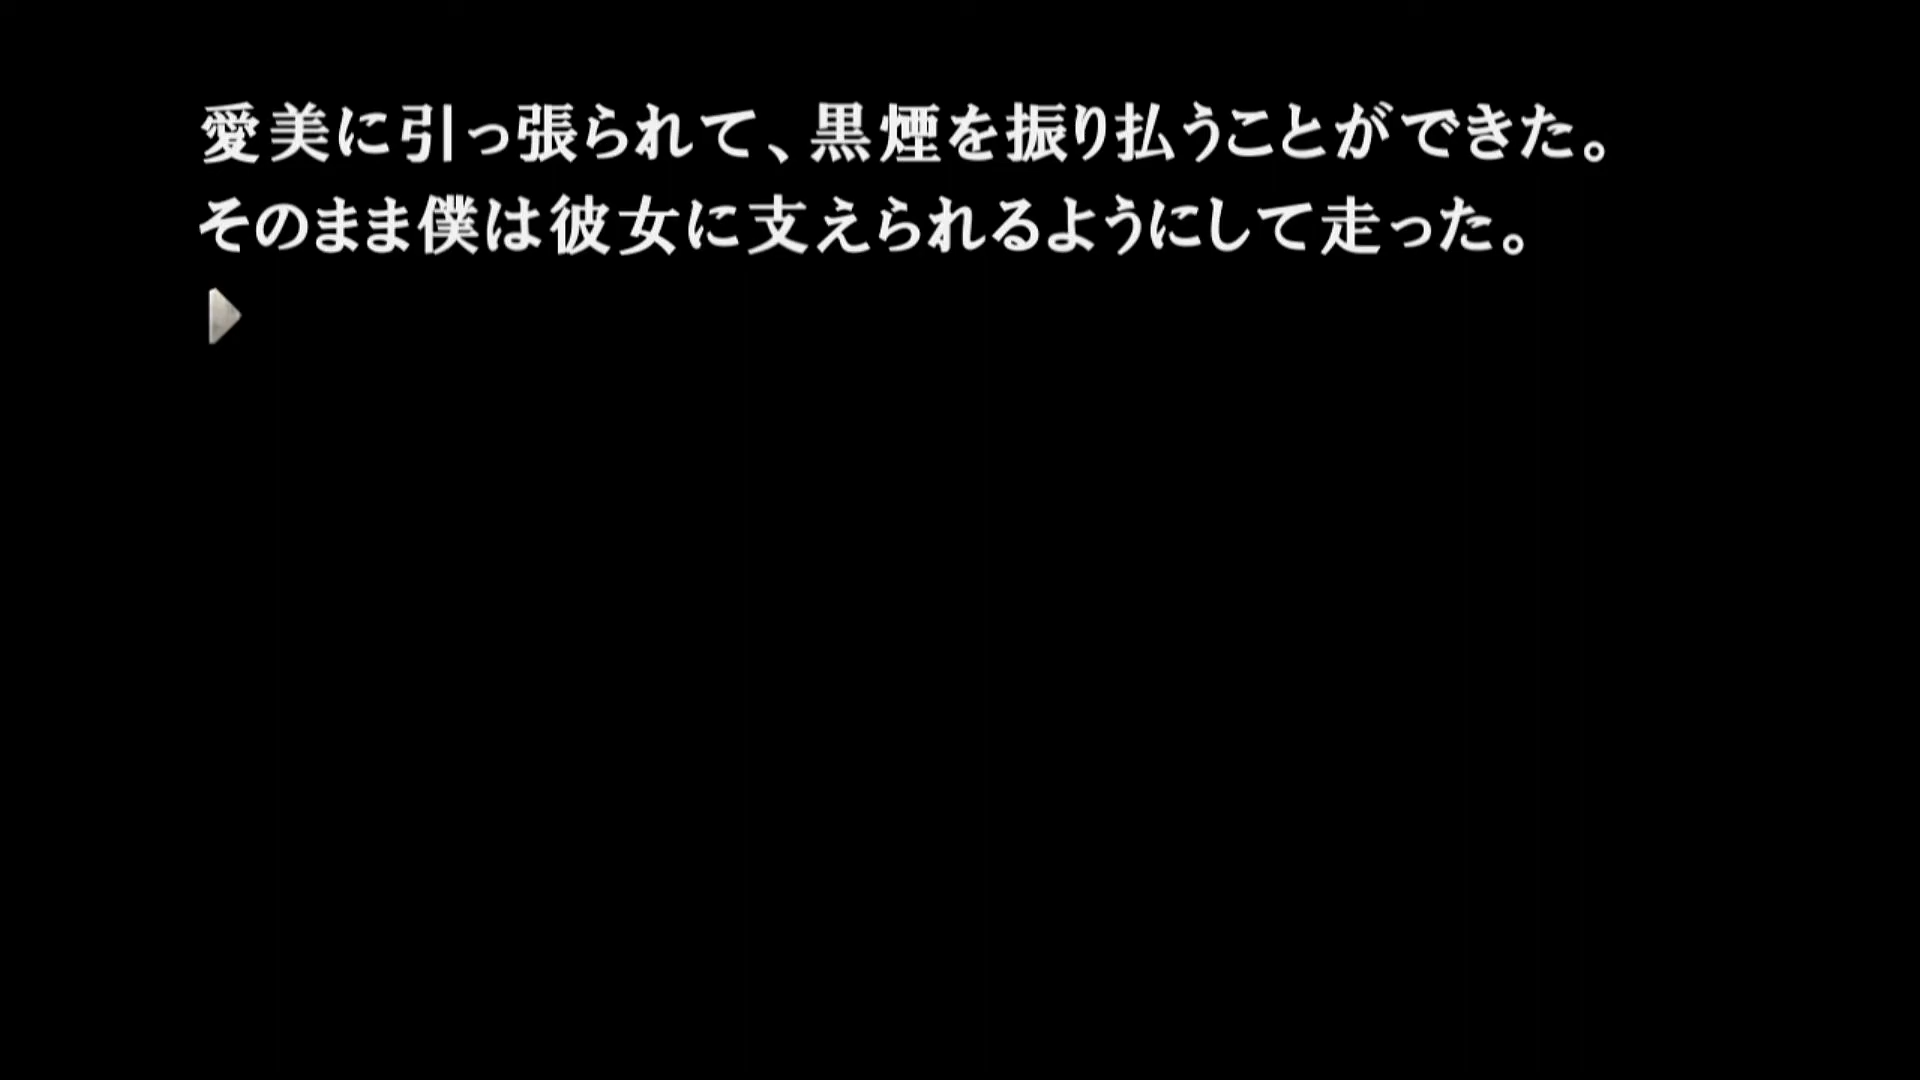 愛美に引っ張られて、黒煙を振り払うことができた。
そのまま僕は彼女に支えられるようにして走った。